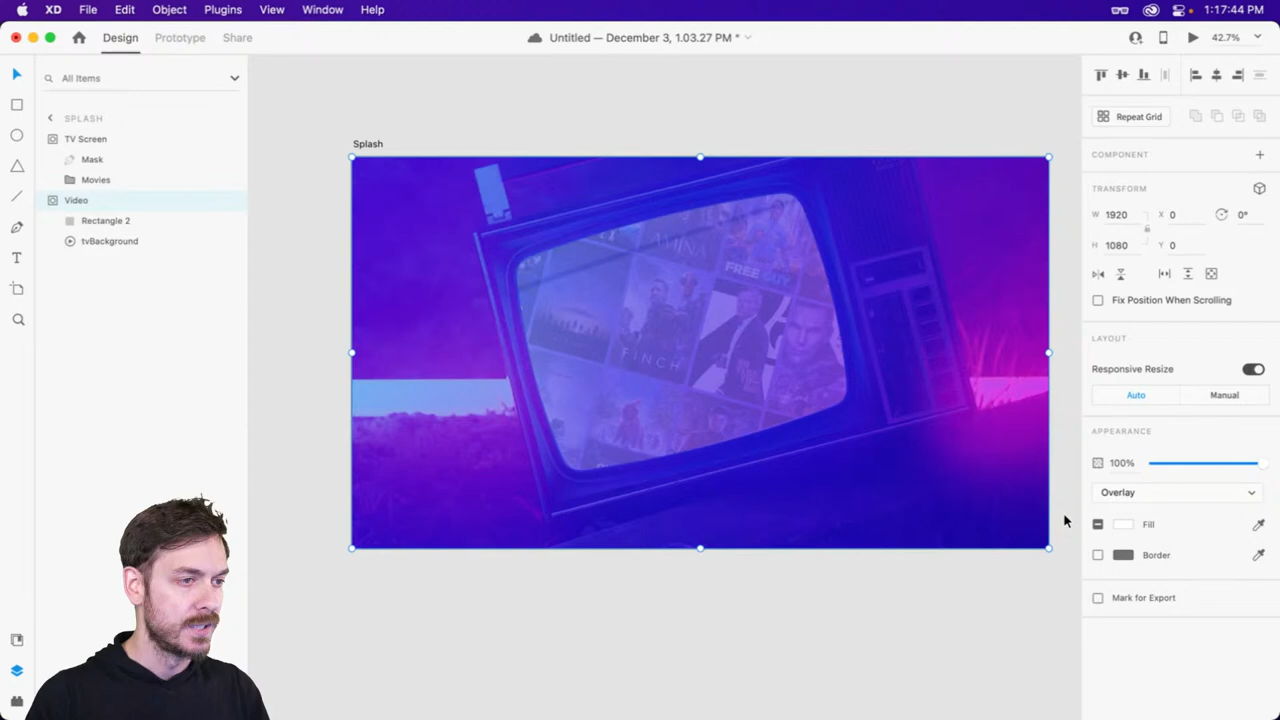 XD File Edit Object Plugins View Window Help 1:17:44 PM
Design Prototype Share Untitled — December 3, 1.03.27 PM * 42.7%
All Items
SPLASH
TV Screen
Mask
Movies
Video
Rectangle 2
tvBackground
Splash
AMINA
FREE GUY
FINCH
Repeat Grid
COMPONENT
TRANSFORM
W 1920 X 0 0°
H 1080 Y 0
Fix Position When Scrolling
LAYOUT
Responsive Resize
Auto Manual
APPEARANCE
100%
Overlay
Fill
Border
Mark for Export